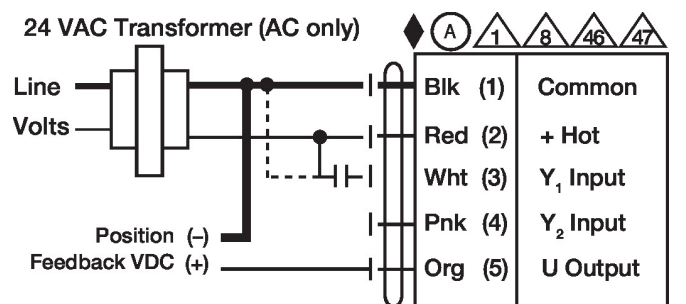 24 VAC Transformer (AC only)
A 1 8 46 47
Line
Volts
Blk (1) Common
Red (2) + Hot
Wht (3) Y₁ Input
Pnk (4) Y₂ Input
Org (5) U Output
Position (–)
Feedback VDC (+)